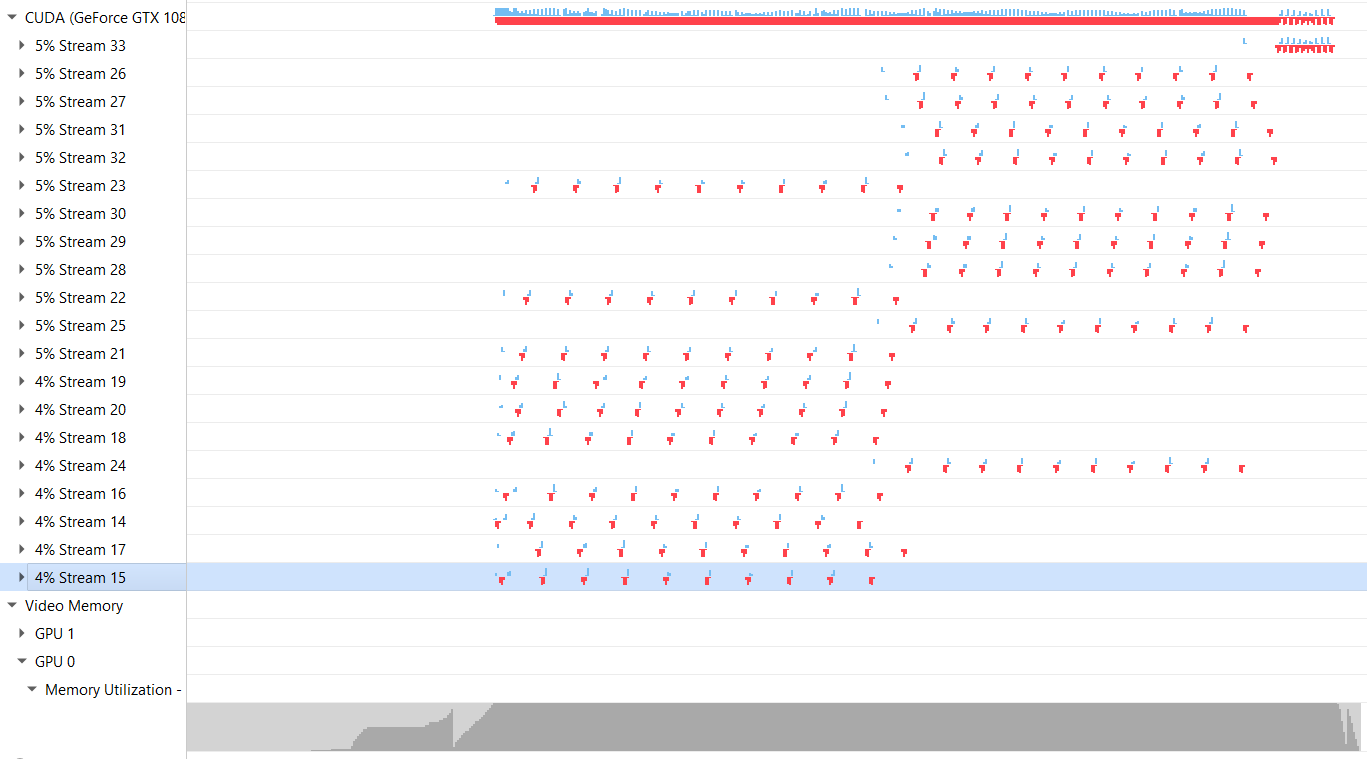 CUDA (GeForce GTX 108
5% Stream 33
5% Stream 26
5% Stream 27
5% Stream 31
5% Stream 32
5% Stream 23
5% Stream 30
5% Stream 29
5% Stream 28
5% Stream 22
5% Stream 25
5% Stream 21
4% Stream 19
4% Stream 20
4% Stream 18
4% Stream 24
4% Stream 16
4% Stream 14
4% Stream 17
4% Stream 15
Video Memory
GPU 1
GPU 0
Memory Utilization -